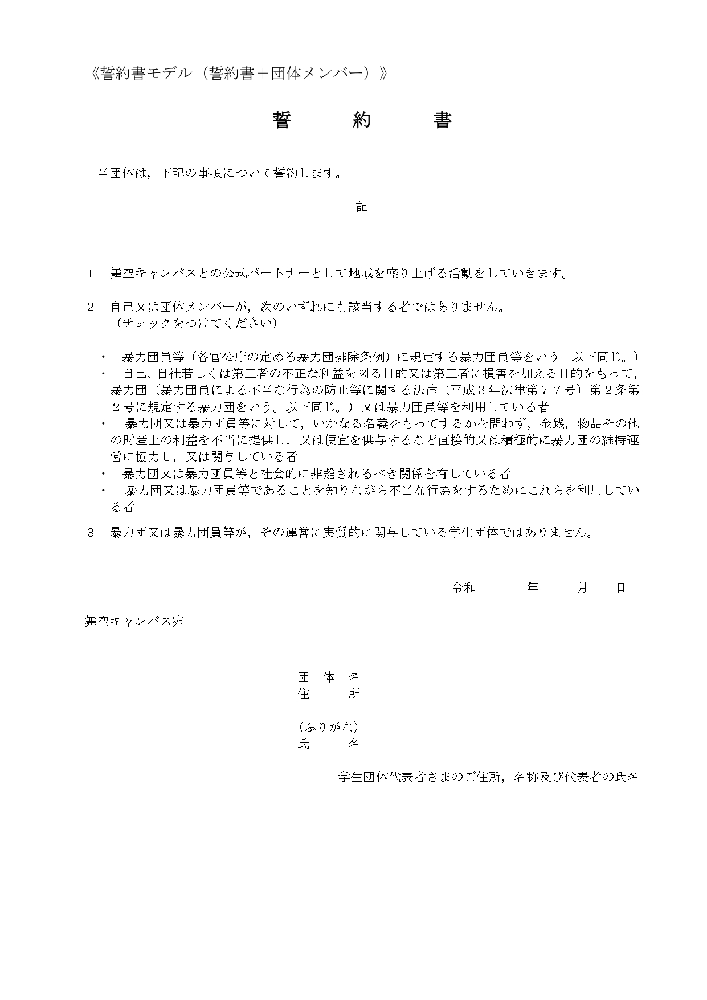 《誓約書モデル（誓約書＋団体メンバー）》
誓　　　約　　　書
当団体は，下記の事項について誓約します。
記
１　舞空キャンパスとの公式パートナーとして地域を盛り上げる活動をしていきます。
２　自己又は団体メンバーが，次のいずれにも該当する者ではありません。
（チェックをつけてください）
・　暴力団員等（各官公庁の定める暴力団排除条例）に規定する暴力団員等をいう。以下同じ。）
・　自己，自社若しくは第三者の不正な利益を図る目的又は第三者に損害を加える目的をもって，
暴力団（暴力団員による不当な行為の防止等に関する法律（平成３年法律第７７号）第２条第
２号に規定する暴力団をいう。以下同じ。）又は暴力団員等を利用している者
・　暴力団又は暴力団員等に対して，いかなる名義をもってするかを問わず，金銭，物品その他
の財産上の利益を不当に提供し，又は便宜を供与するなど直接的又は積極的に暴力団の維持運
営に協力し，又は関与している者
・　暴力団又は暴力団員等と社会的に非難されるべき関係を有している者
・　暴力団又は暴力団員等であることを知りながら不当な行為をするためにこれらを利用してい
る者
３　暴力団又は暴力団員等が，その運営に実質的に関与している学生団体ではありません。
令和　　　　年　　　月　　日
舞空キャンパス宛
団　体　名
住　　　所
（ふりがな）
氏　　　名
学生団体代表者さまのご住所，名称及び代表者の氏名